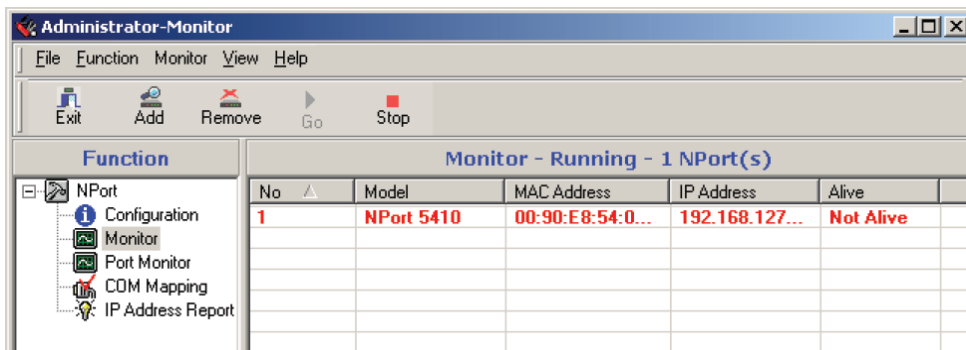 Administrator-Monitor
File Function Monitor View Help
Exit Add Remove Go Stop
Function
Monitor - Running - 1 NPort(s)
NPort
Configuration
Monitor
Port Monitor
COM Mapping
IP Address Report
No Model MAC Address IP Address Alive
1 NPort 5410 00:90:E8:54:0... 192.168.127... Not Alive